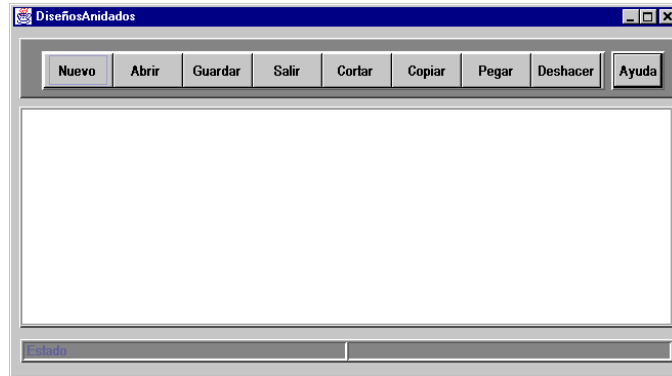 DiseñosAnidados
Nuevo Abrir Guardar Salir Cortar Copiar Pegar Deshacer Ayuda
Estado